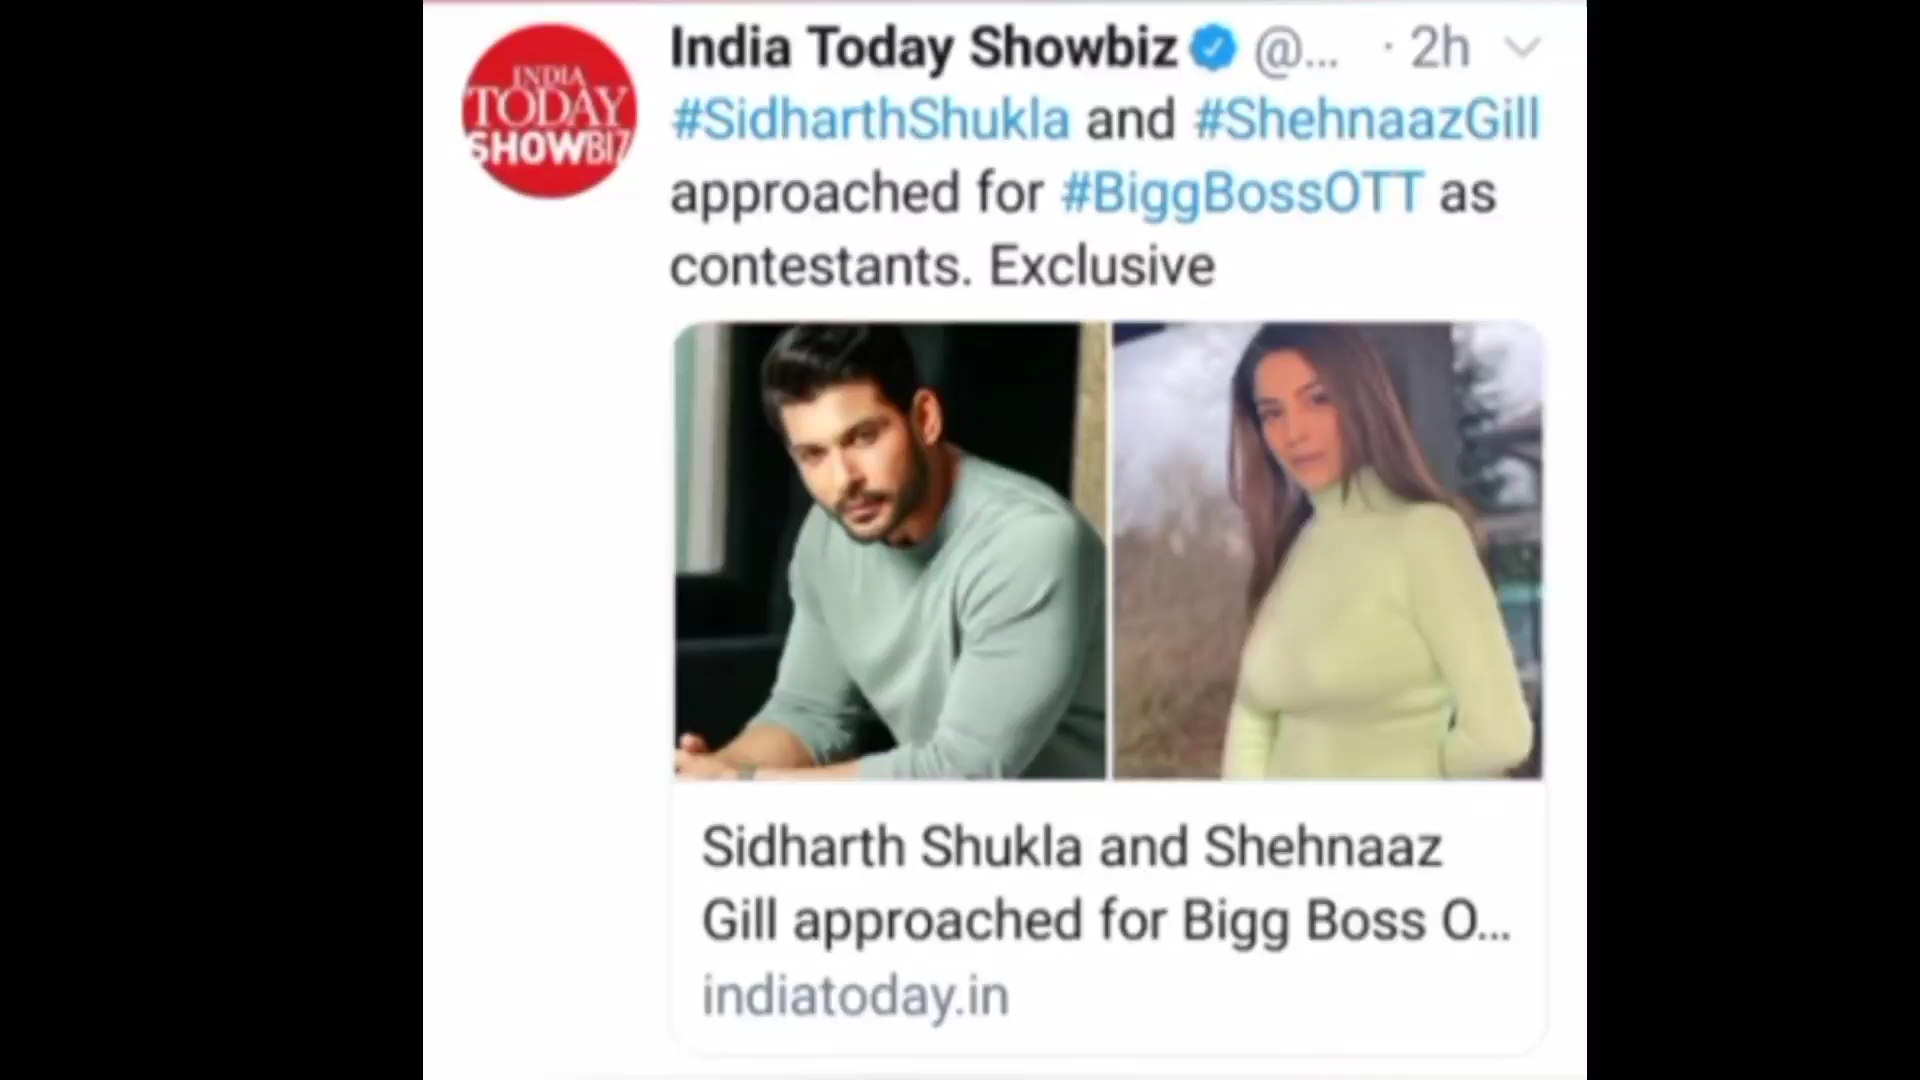 INDIA
TODAY
SHOWBIZ
India Today Showbiz @... · 2h
#SidharthShukla and #ShehnaazGill
approached for #BiggBossOTT as
contestants. Exclusive
Sidharth Shukla and Shehnaaz
Gill approached for Bigg Boss O...
indiatoday.in